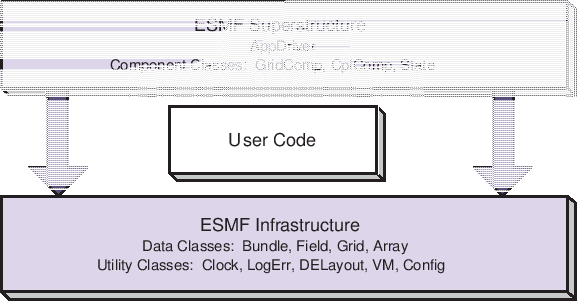 ESMF Superstructure
AppDriver
Component Classes: GridComp, CplComp, State
User Code
ESMF Infrastructure
Data Classes: Bundle, Field, Grid, Array
Utility Classes: Clock, LogErr, DELayout, VM, Config